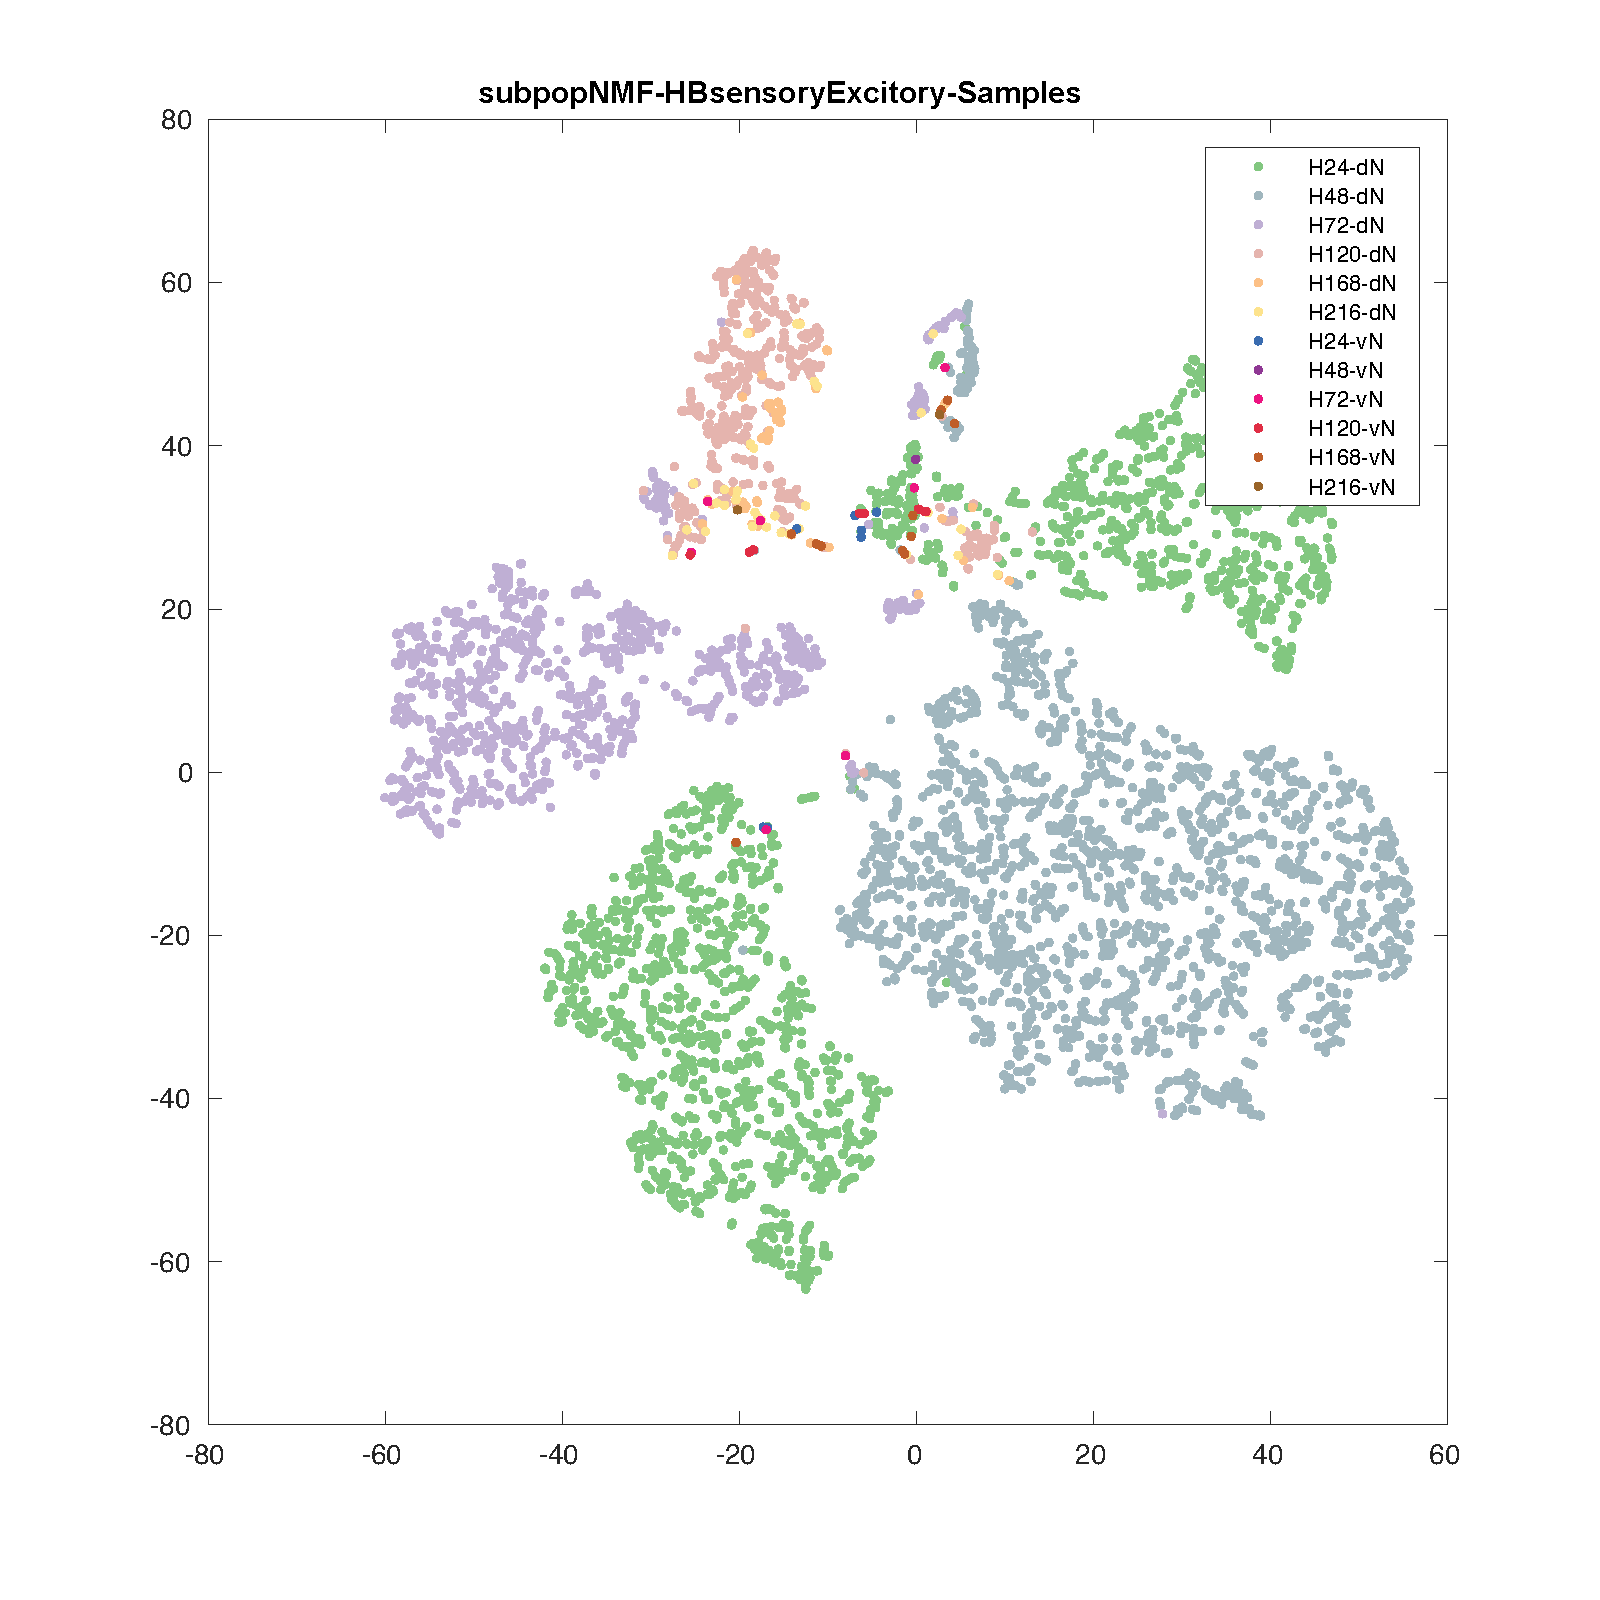 subpopNMF-HBsensoryExcitory-Samples
80
60
40
20
0
-20
-40
-60
-80
-80
-60
-40
-20
0
20
40
60
H24-dN
H48-dN
H72-dN
H120-dN
H168-dN
H216-dN
H24-vN
H48-vN
H72-vN
H120-vN
H168-vN
H216-vN